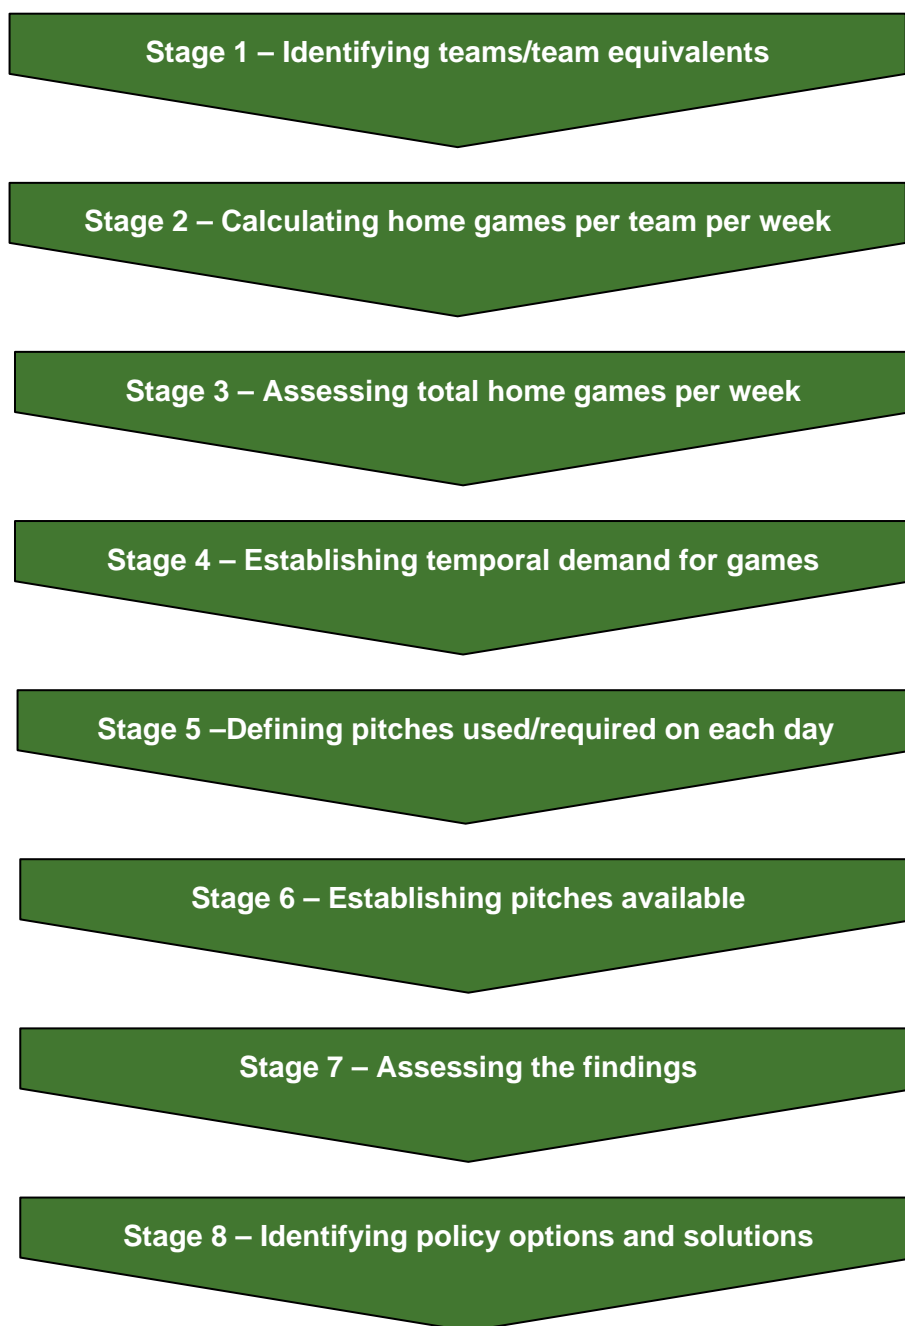 Stage 1 – Identifying teams/team equivalents
Stage 2 – Calculating home games per team per week
Stage 3 – Assessing total home games per week
Stage 4 – Establishing temporal demand for games
Stage 5 –Defining pitches used/required on each day
Stage 6 – Establishing pitches available
Stage 7 – Assessing the findings
Stage 8 – Identifying policy options and solutions